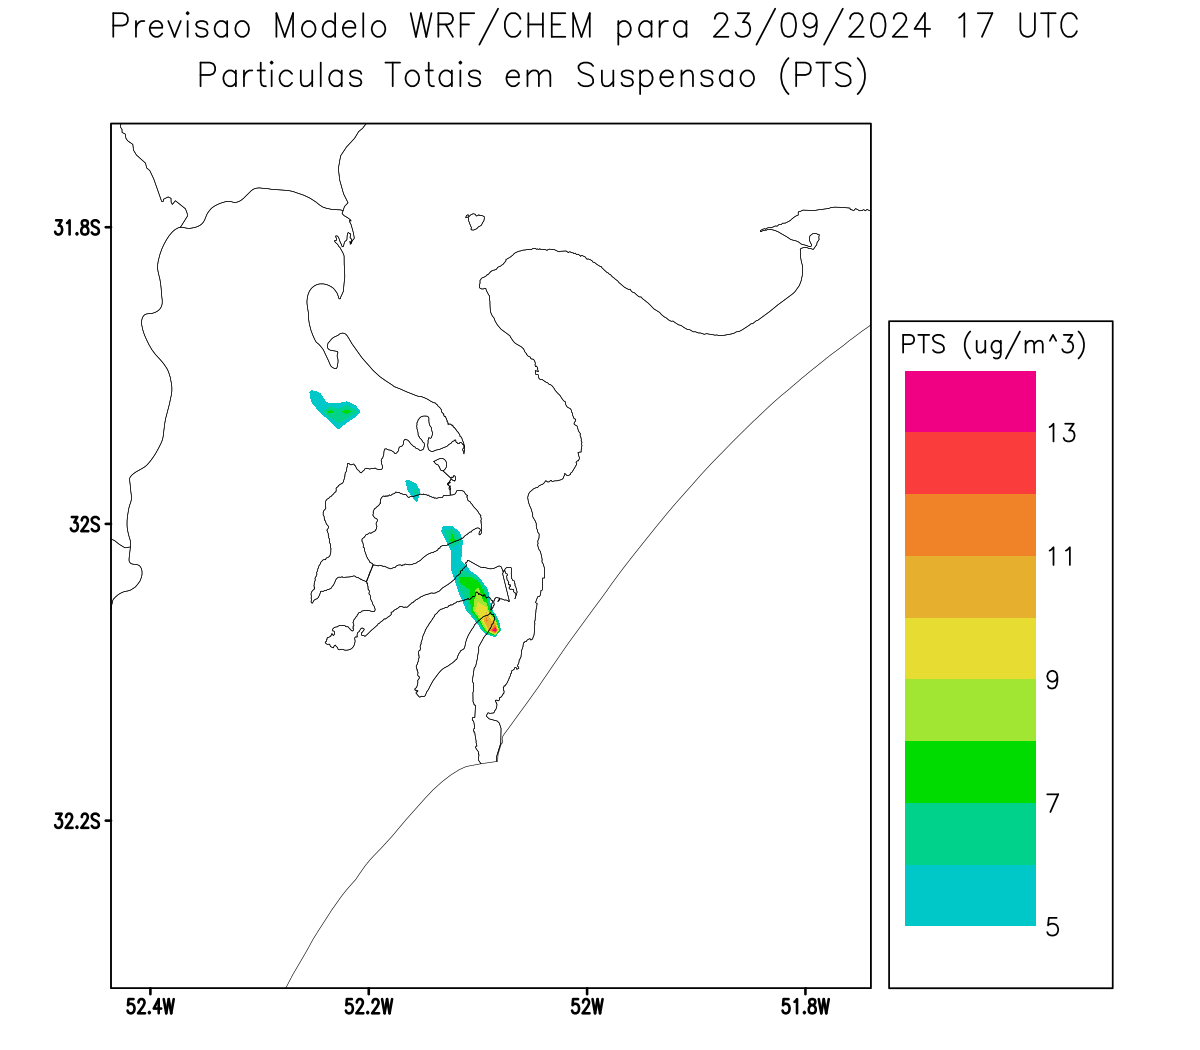 Previsao Modelo WRF/CHEM para 23/09/2024 17 UTC
Particulas Totais em Suspensao (PTS)
31.8S
32S
32.2S
52.4W
52.2W
52W
51.8W
PTS (ug/m^3)
13
11
9
7
5